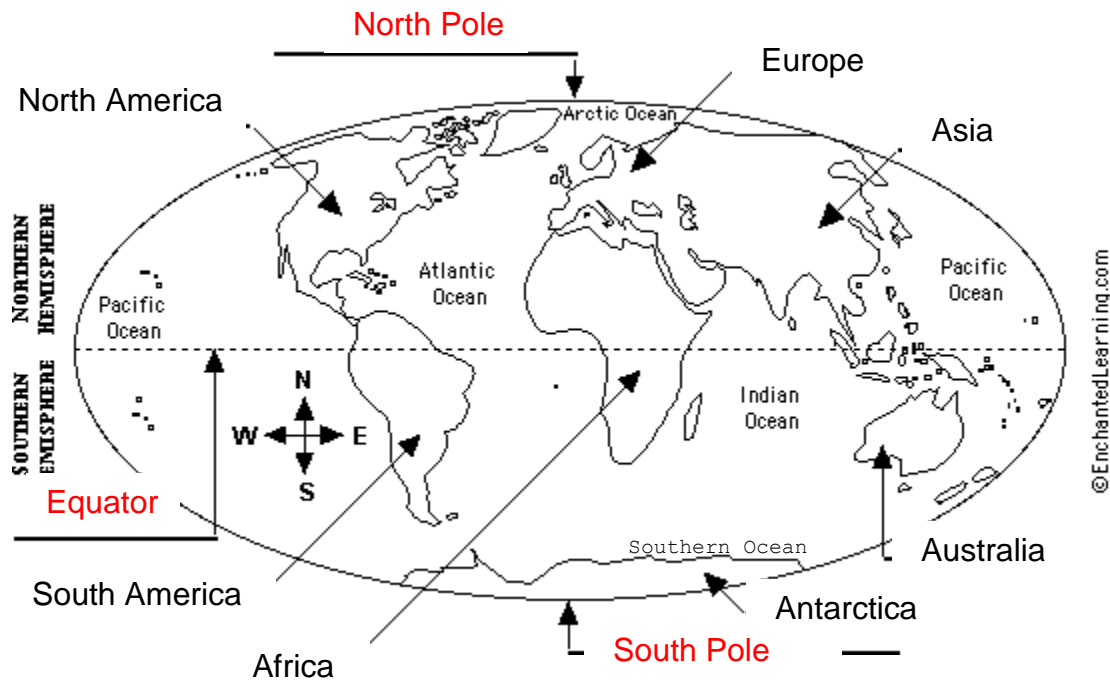 North Pole
Europe
North America
Arctic Ocean
Asia
NORTHERN
HEMISPHERE
Atlantic
Ocean
Pacific
Ocean
Pacific
Ocean
©EnchantedLearning.com
SOUTHERN
EMISPHERE
N
W E
S
Indian
Ocean
Equator
Southern Ocean
Australia
South America
Antarctica
South Pole
Africa